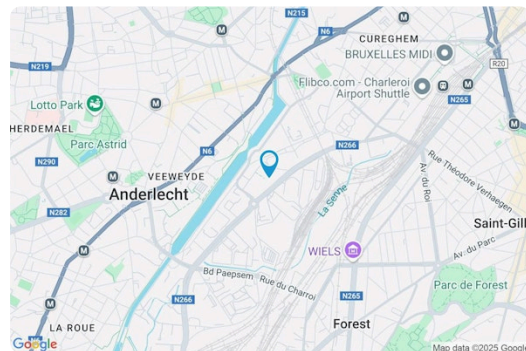 N215
N6
CUREGHEM
BRUXELLES MIDI
N219
R20
M
Flibco.com - Charleroi
Airport Shuttle
N265
Lotto Park
M
M
HERDEMAEL
N6
N266
Parc Astrid
N290
Rue Théodore Verhaegen
VEEWEYDE
Av. du Roi
M
M
Anderlecht
La Senne
N282
Saint-Gill
M
WIELS
Av. du Parc
Bd Paepsem
Rue du Charroi
M
Parc de Forest
N266
N265
LA ROUE
Forest
M
N6
Google
Map data ©2025 Google